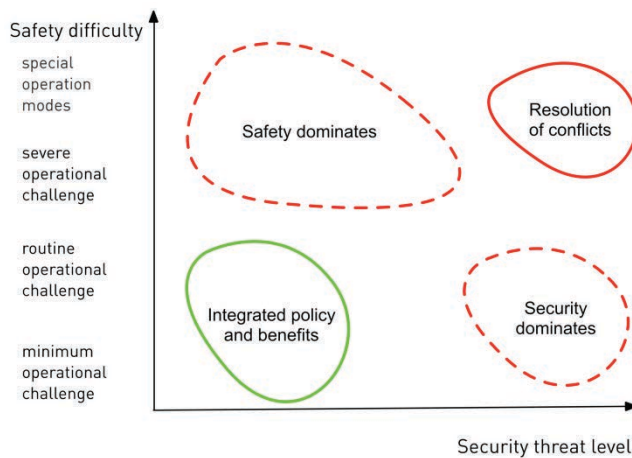 Safety difficulty
special
operation
modes
severe
operational
challenge
routine
operational
challenge
minimum
operational
challenge
Safety dominates
Resolution
of conflicts
Integrated policy
and benefits
Security
dominates
Security threat level